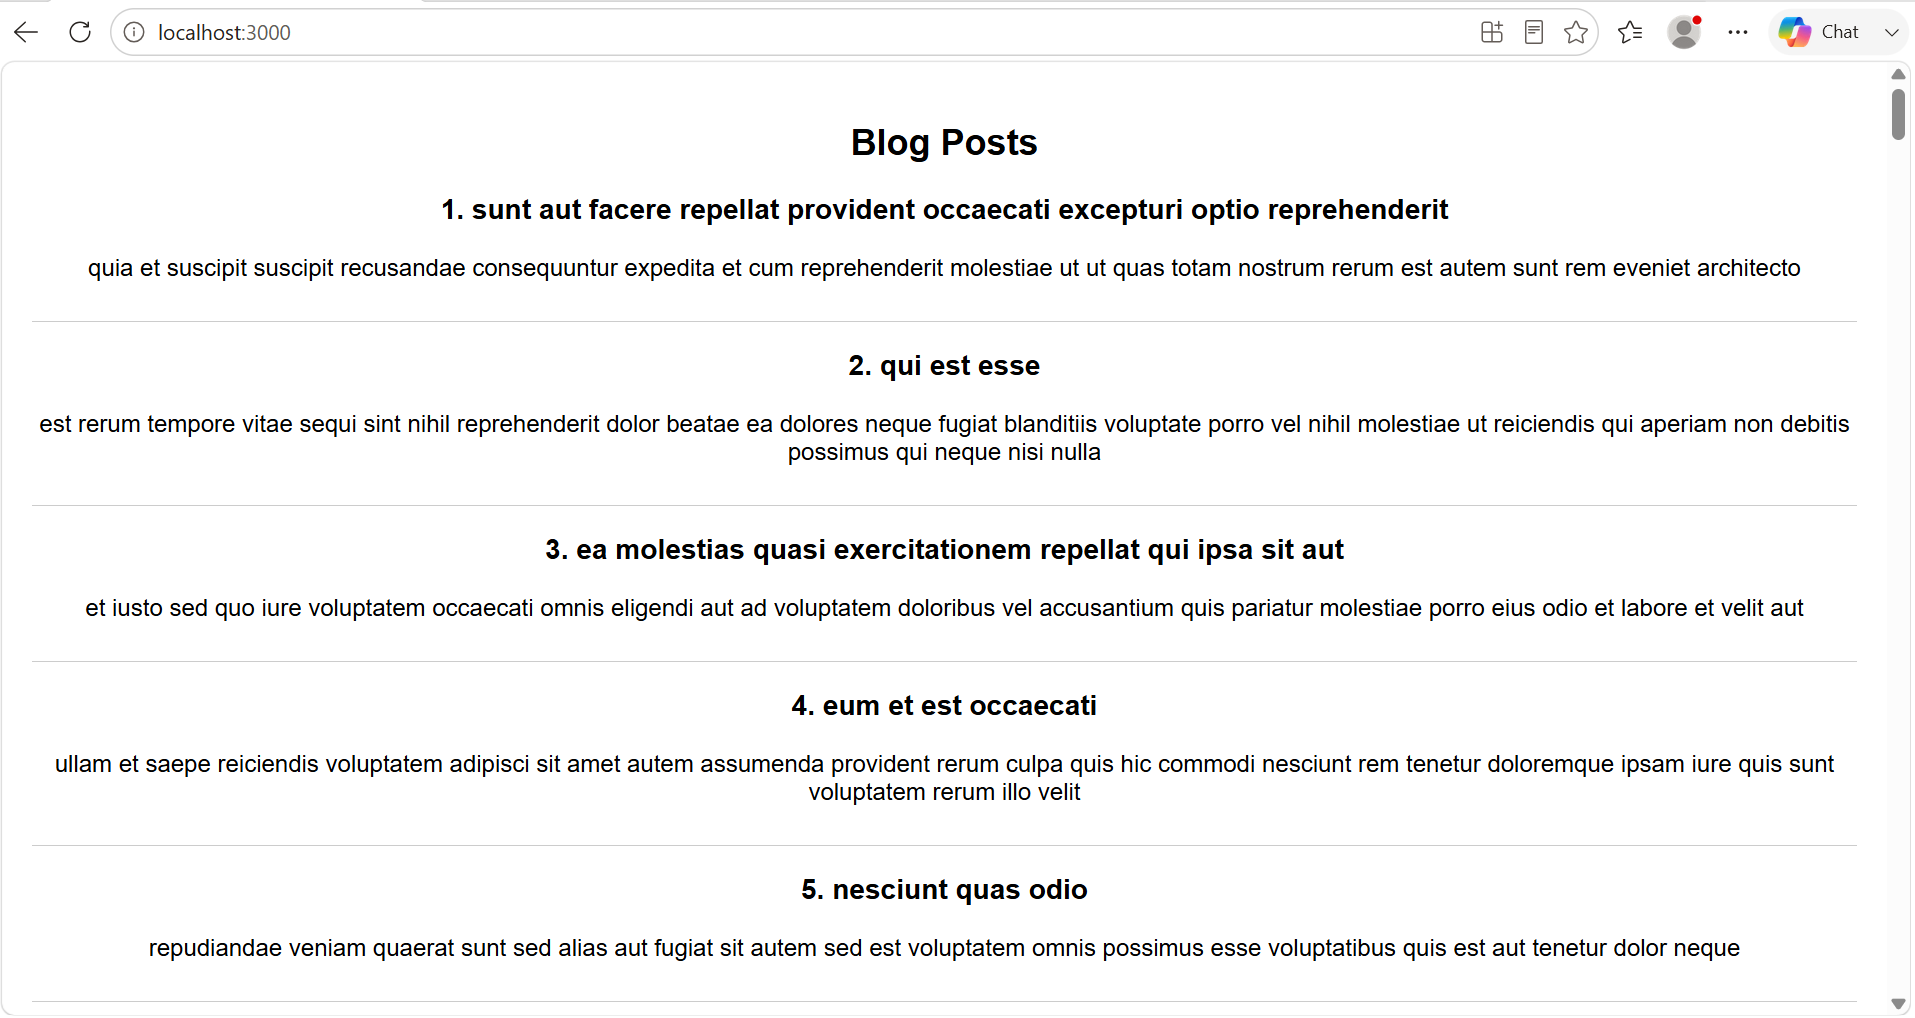 localhost:3000
Chat
Blog Posts
1. sunt aut facere repellat provident occaecati excepturi optio reprehenderit
quia et suscipit suscipit recusandae consequuntur expedita et cum reprehenderit molestiae ut ut quas totam nostrum rerum est autem sunt rem eveniet architecto
2. qui est esse
est rerum tempore vitae sequi sint nihil reprehenderit dolor beatae ea dolores neque fugiat blanditiis voluptate porro vel nihil molestiae ut reiciendis qui aperiam non debitis
possimus qui neque nisi nulla
3. ea molestias quasi exercitationem repellat qui ipsa sit aut
et iusto sed quo iure voluptatem occaecati omnis eligendi aut ad voluptatem doloribus vel accusantium quis pariatur molestiae porro eius odio et labore et velit aut
4. eum et est occaecati
ullam et saepe reiciendis voluptatem adipisci sit amet autem assumenda provident rerum culpa quis hic commodi nesciunt rem tenetur doloremque ipsam iure quis sunt
voluptatem rerum illo velit
5. nesciunt quas odio
repudiandae veniam quaerat sunt sed alias aut fugiat sit autem sed est voluptatem omnis possimus esse voluptatibus quis est aut tenetur dolor neque